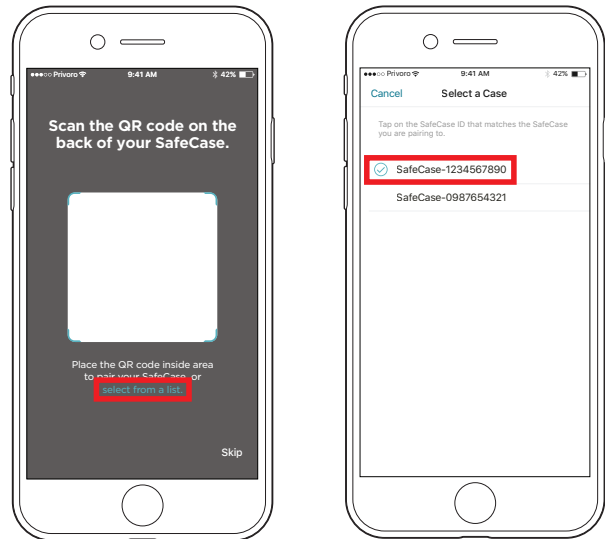 ●●●○○ Privoro 9:41 AM 42%
Scan the QR code on the
back of your SafeCase.
Place the QR code inside area
to pair your SafeCase, or
select from a list.
Skip
●●●○○ Privoro 9:41 AM 42%
Cancel Select a Case
Tap on the SafeCase ID that matches the SafeCase
you are pairing to.
SafeCase-1234567890
SafeCase-0987654321